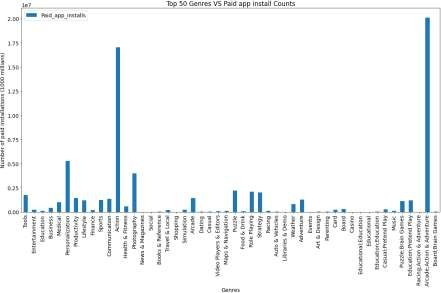 Top 50 Genres VS Paid app install Counts
1e7
Paid_app_installs
2.00
1.75
1.50
1.25
1.00
0.75
0.50
0.25
0.00
Number of paid installations (1000 millions)
Tools
Entertainment
Education
Business
Medical
Personalization
Productivity
Lifestyle
Finance
Sports
Communication
Action
Health & Fitness
Photography
News & Magazines
Social
Books & Reference
Travel & Local
Shopping
Simulation
Arcade
Dating
Casual
Video Players & Editors
Maps & Navigation
Puzzle
Food & Drink
Role Playing
Strategy
Racing
Auto & Vehicles
Libraries & Demo
Weather
Adventure
Events
Art & Design
Parenting
Card
Board
Casino
Educational;Education
Educational
Education;Education
Casual;Pretend Play
Music
Puzzle;Brain Games
Education;Pretend Play
Racing;Action & Adventure
Arcade;Action & Adventure
Board;Brain Games
Genres